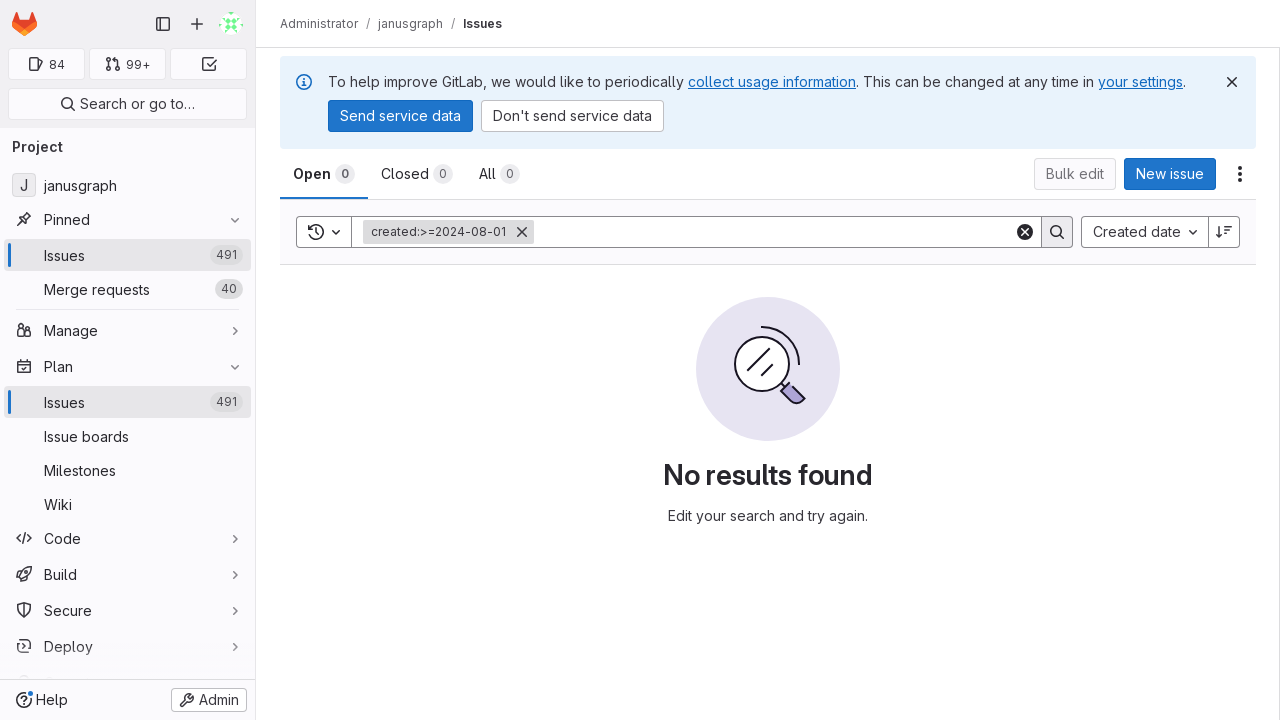 84
99+
Search or go to…
Project
J janusgraph
Pinned
Issues 491
Merge requests 40
Manage
Plan
Issues 491
Issue boards
Milestones
Wiki
Code
Build
Secure
Deploy
Help
Admin
Administrator / janusgraph / Issues
To help improve GitLab, we would like to periodically collect usage information. This can be changed at any time in your settings.
Send service data Don't send service data
Open 0 Closed 0 All 0 Bulk edit New issue
created:>=2024-08-01 Created date
No results found
Edit your search and try again.